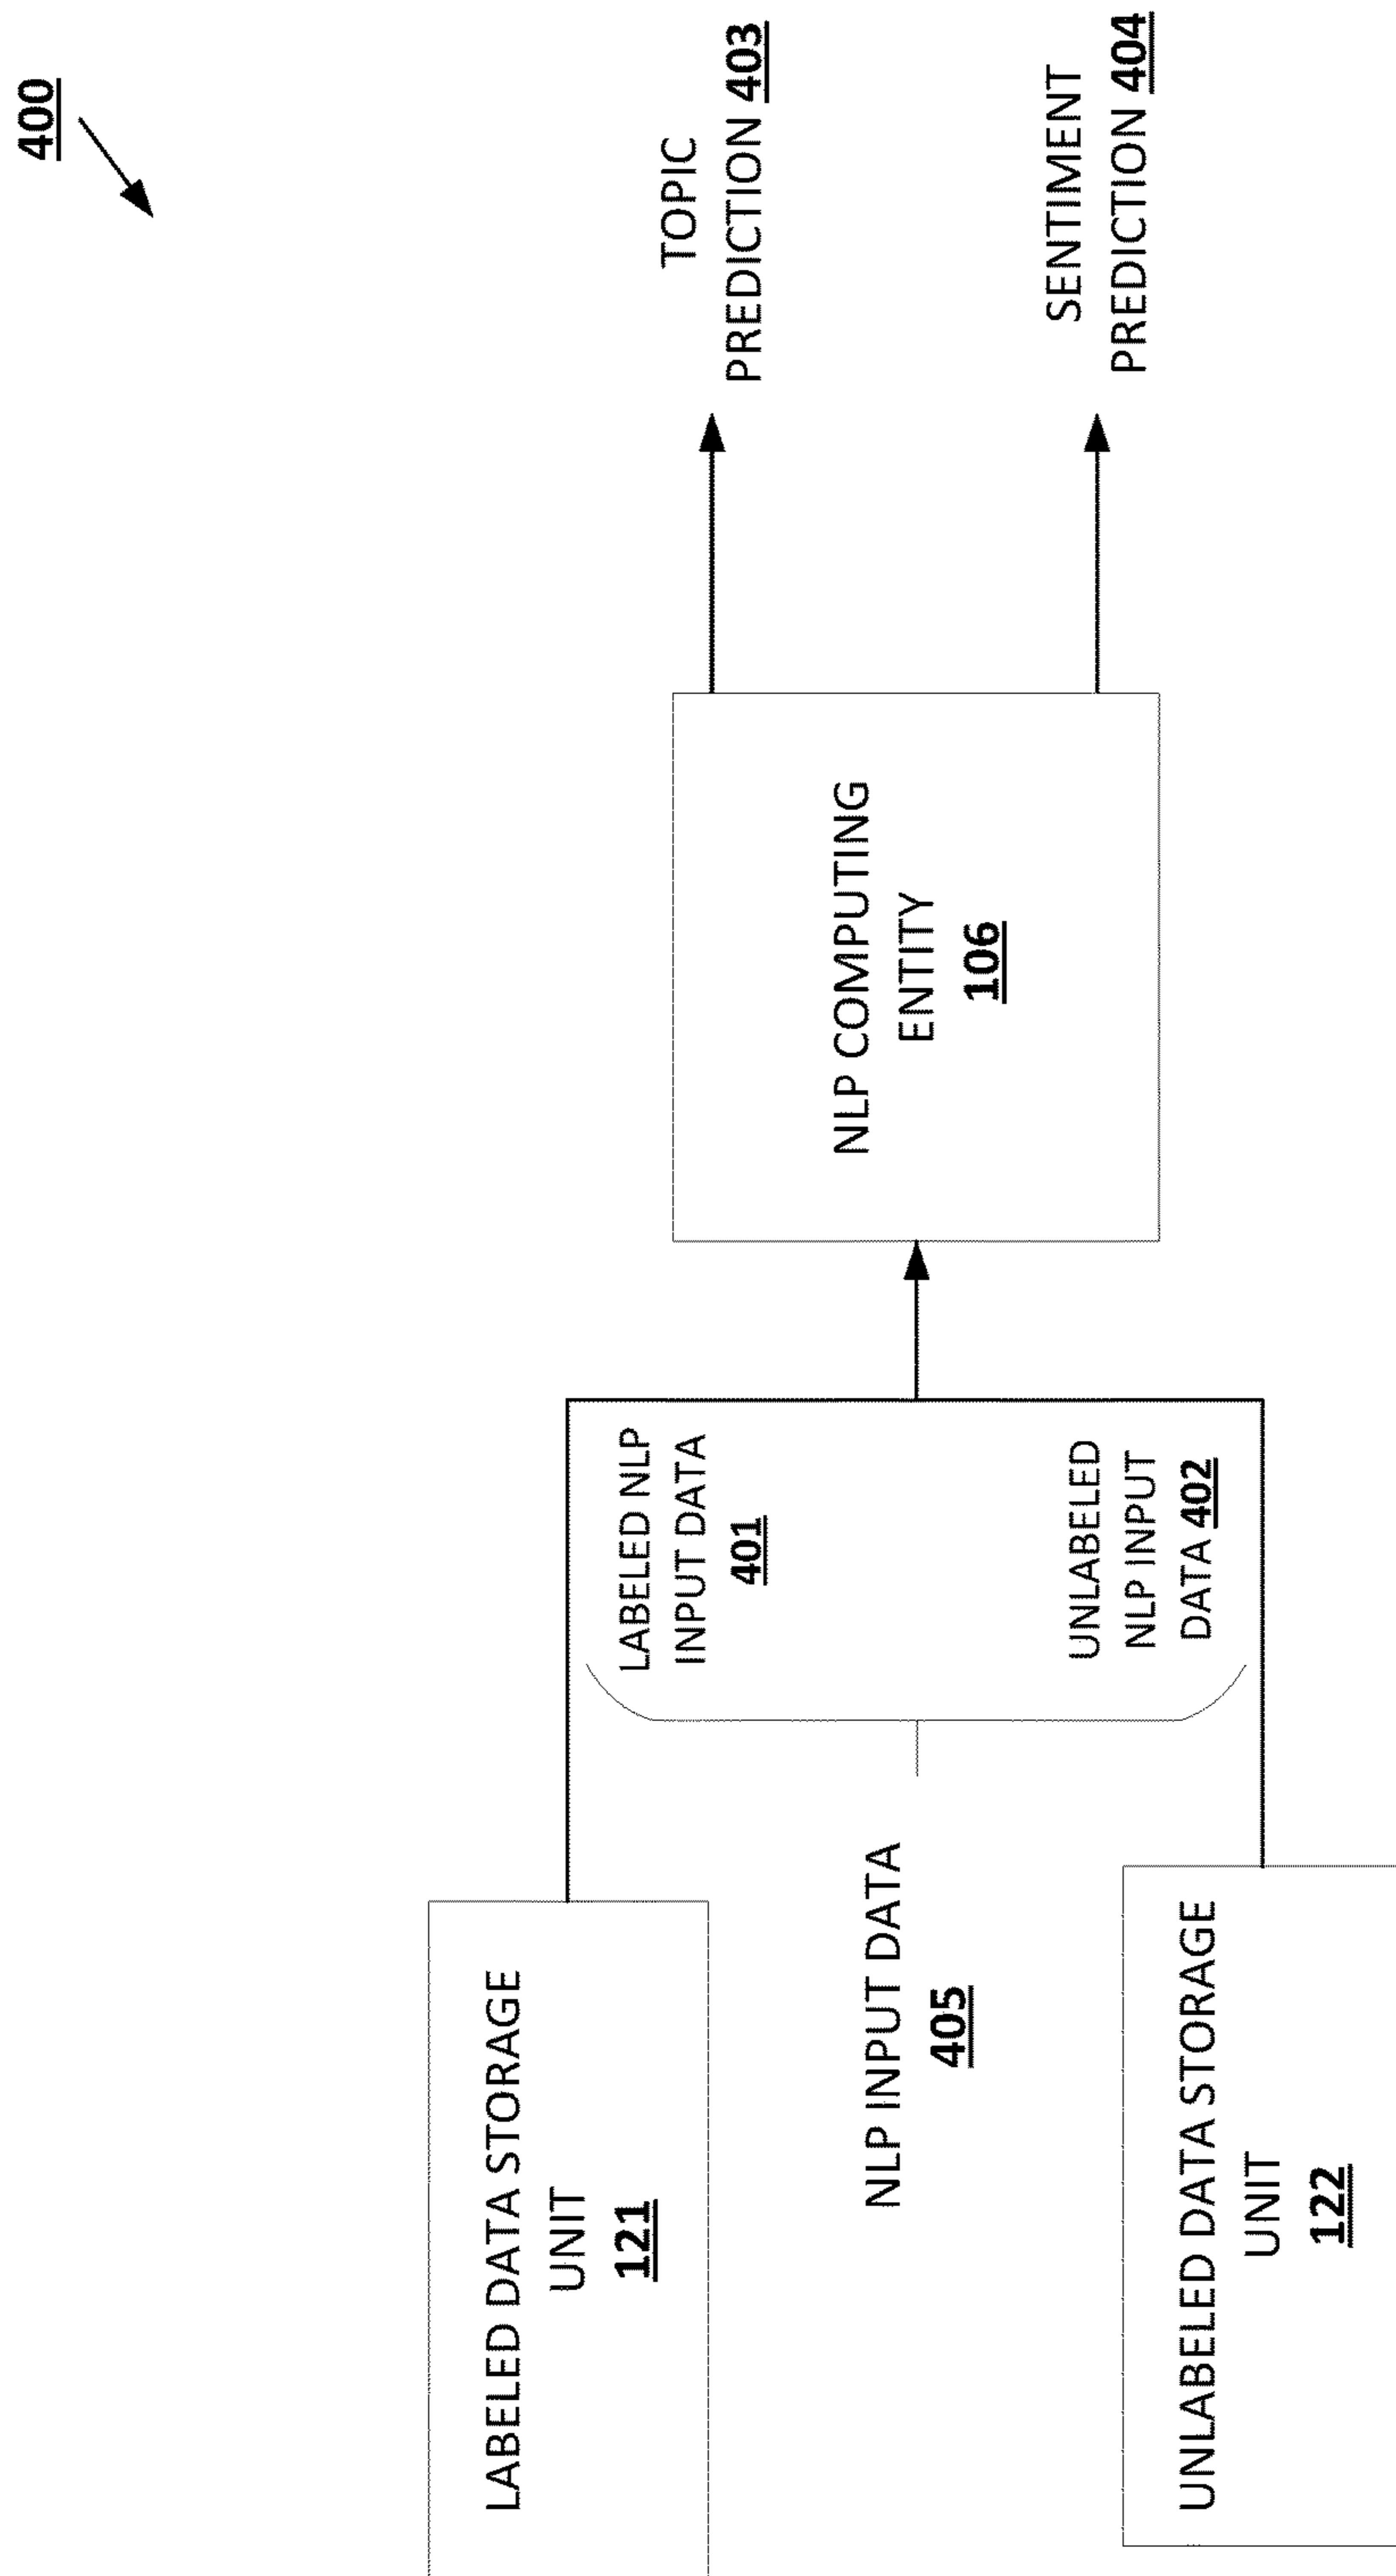 400
LABELED DATA STORAGE
UNIT
121
LABELED NLP
INPUT DATA
401
NLP INPUT DATA
405
UNLABELED
NLP INPUT
DATA 402
UNLABELED DATA STORAGE
UNIT
122
NLP COMPUTING
ENTITY
106
TOPIC
PREDICTION 403
SENTIMENT
PREDICTION 404